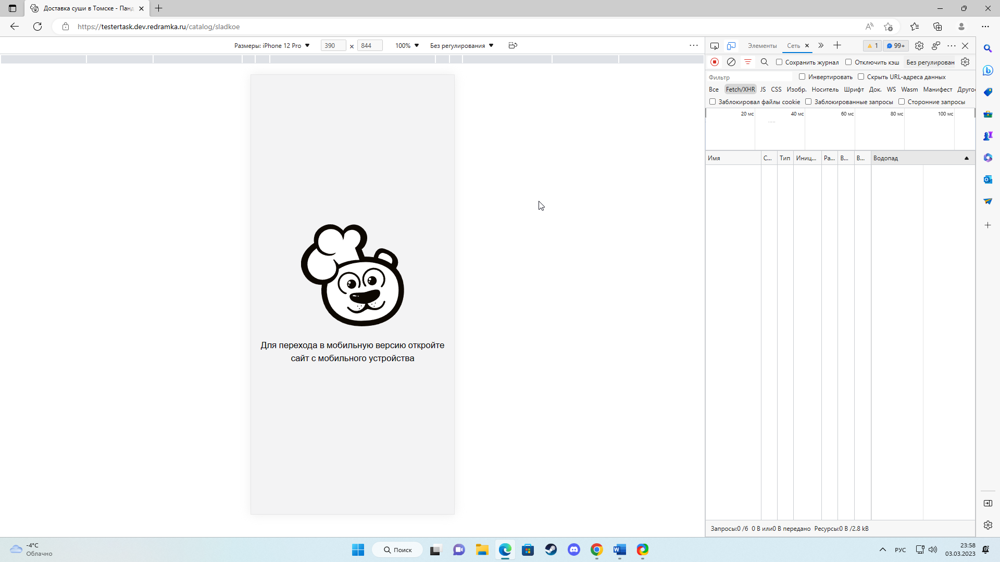 Доставка суши в Томске - Панд
https://testertask.dev.redramka.ru/catalog/sladkoe
Размеры: iPhone 12 Pro
390
x
844
100%
Без регулирования
Элементы
Сеть
1
99+
Сохранить журнал
Отключить кэш
Без регулирован
Фильтр
Инвертировать
Скрыть URL-адреса данных
Все
Fetch/XHR
JS
CSS
Изобр.
Носитель
Шрифт
Док.
WS
Wasm
Манифест
Друго
Заблокировал файлы cookie
Заблокированные запросы
Сторонние запросы
20 мс
40 мс
60 мс
80 мс
100 мс
Имя
С...
Тип
Иниц...
Ра...
В...
В...
Водопад
Для перехода в мобильную версию откройте
сайт с мобильного устройства
Запросы:0 /6 0 В или0 В передано Ресурсы:0 В /2.8 kB
-4°C
Облачно
Поиск
РУС
23:58
03.03.2023